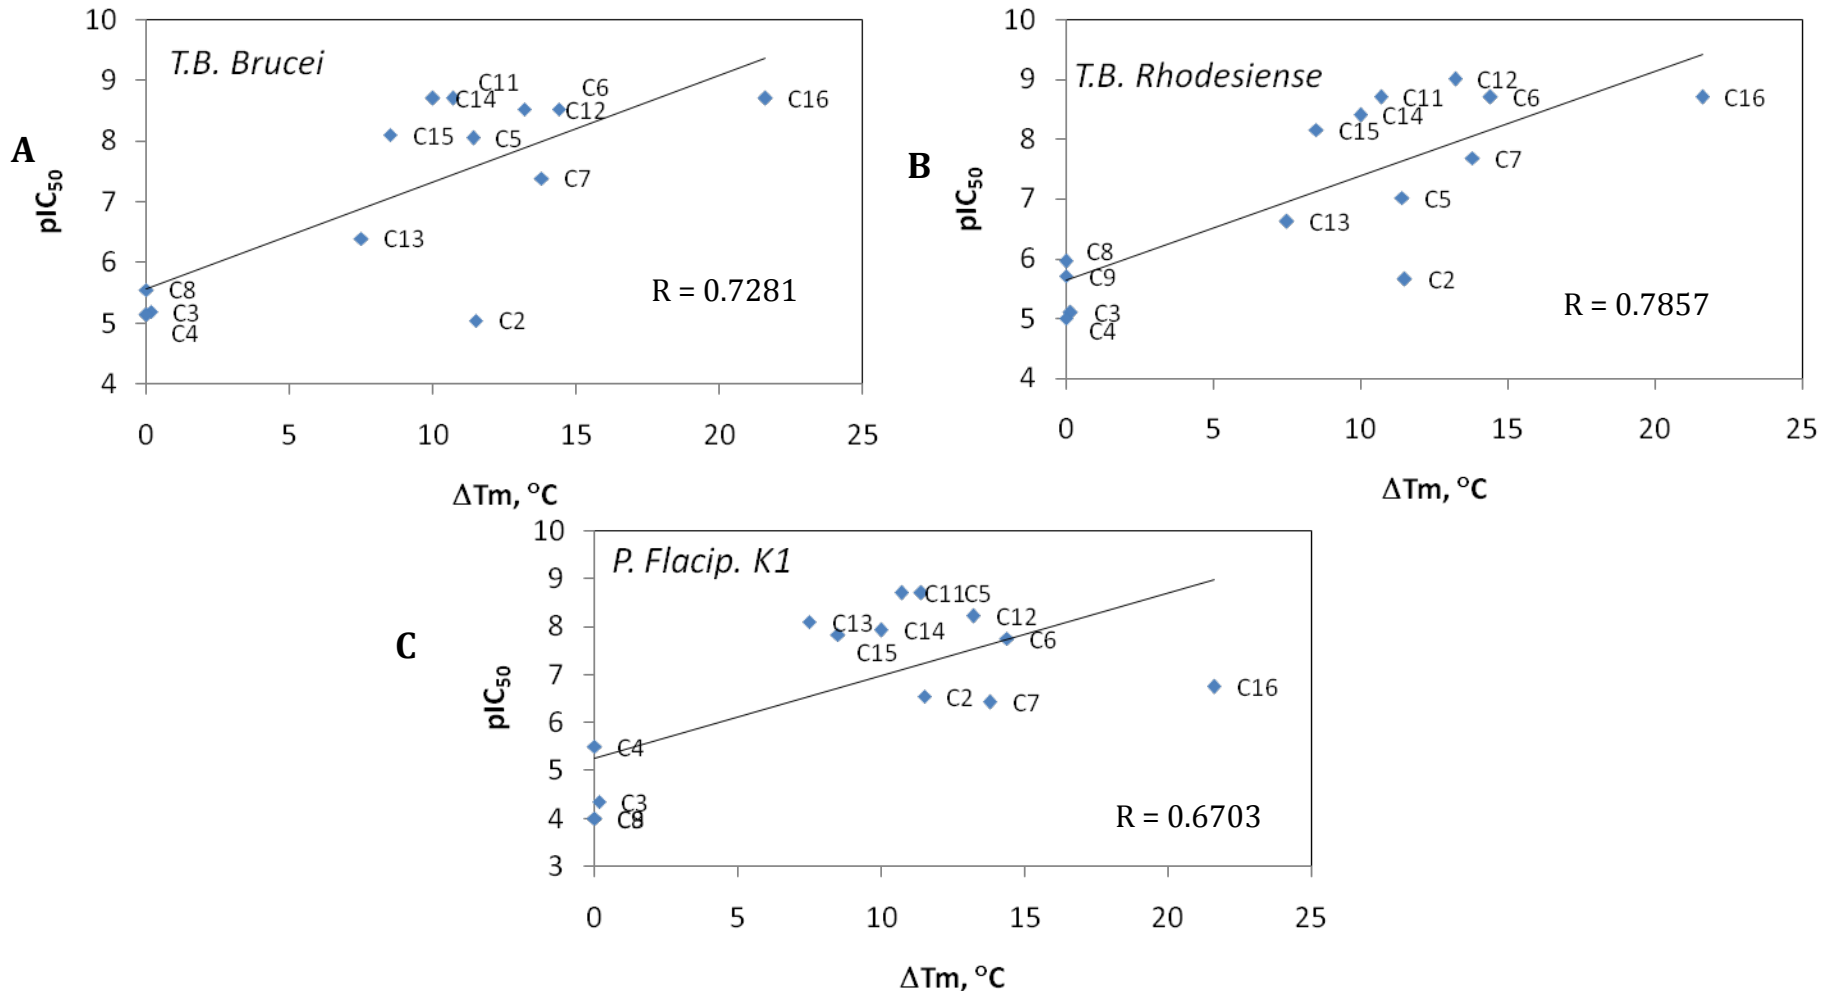 A
T.B. Brucei
pIC50
10
9
8
7
6
5
4
C11
C14
C6
C12
C16
C15
C5
C7
C13
C8
C3
C4
C2
R = 0.7281
0 5 10 15 20 25
ΔTm, °C
B
T.B. Rhodesiense
pIC50
10
9
8
7
6
5
4
C12
C11
C6
C16
C14
C15
C7
C5
C13
C8
C9
C2
C3
C4
R = 0.7857
0 5 10 15 20 25
ΔTm, °C
C
P. Flacip. K1
pIC50
10
9
8
7
6
5
4
3
C11
C5
C13
C12
C14
C6
C15
C2
C7
C16
C4
C3
R = 0.6703
0 5 10 15 20 25
ΔTm, °C